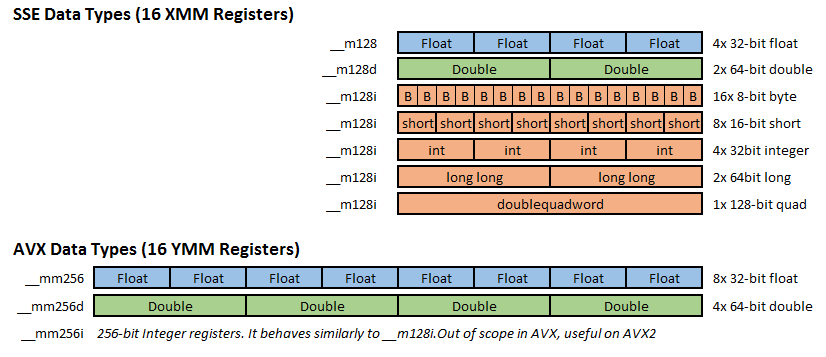 SSE Data Types (16 XMM Registers)
__m128 Float Float Float Float 4x 32-bit float
__m128d Double Double 2x 64-bit double
__m128i B B B B B B B B B B B B B B B B 16x 8-bit byte
__m128i short short short short short short short short 8x 16-bit short
__m128i int int int int 4x 32bit integer
__m128i long long long long 2x 64bit long
__m128i doublequadword 1x 128-bit quad
AVX Data Types (16 YMM Registers)
__mm256 Float Float Float Float Float Float Float Float 8x 32-bit float
__mm256d Double Double Double Double 4x 64-bit double
__mm256i 256-bit Integer registers. It behaves similarly to __m128i.Out of scope in AVX, useful on AVX2